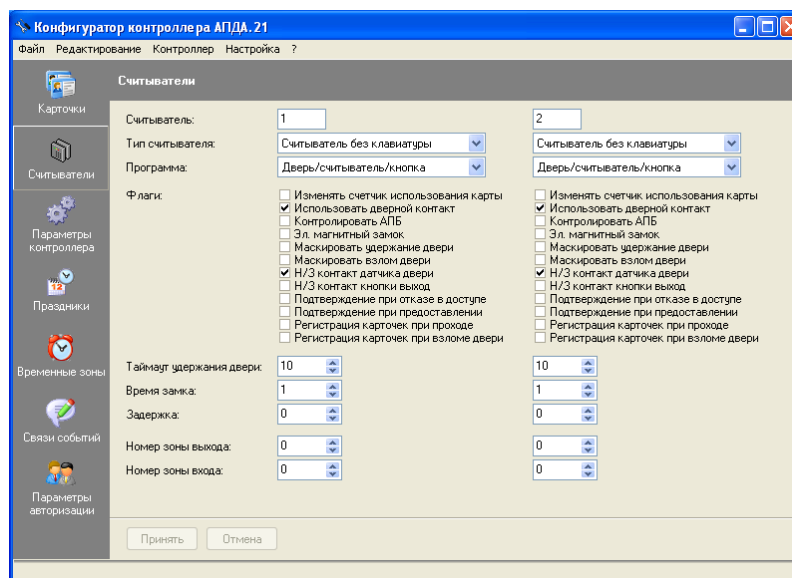 Конфигуратор контроллера АПДА.21
Файл Редактирование Контроллер Настройка ?
Карточки
Считыватели
Параметры
контроллера
Праздники
Временные зоны
Связи событий
Параметры
авторизации
Считыватели
Считыватель: 1 2
Тип считывателя: Считыватель без клавиатуры Считыватель без клавиатуры
Программа: Дверь/считыватель/кнопка Дверь/считыватель/кнопка
Флаги: Изменять счетчик использования карты Изменять счетчик использования карты
Использовать дверной контакт Использовать дверной контакт
Контролировать АПБ Контролировать АПБ
Эл. магнитный замок Эл. магнитный замок
Маскировать удержание двери Маскировать удержание двери
Маскировать взлом двери Маскировать взлом двери
Н/З контакт датчика двери Н/З контакт датчика двери
Н/З контакт кнопки выход Н/З контакт кнопки выход
Подтверждение при отказе в доступе Подтверждение при отказе в доступе
Подтверждение при предоставлении Подтверждение при предоставлении
Регистрация карточек при проходе Регистрация карточек при проходе
Регистрация карточек при взломе двери Регистрация карточек при взломе двери
Таймаут удержания двери: 10 10
Время замка: 1 1
Задержка: 0 0
Номер зоны выхода: 0 0
Номер зоны входа: 0 0
Принять Отмена